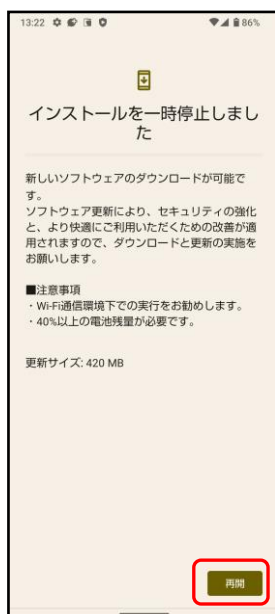 13:22
86%
インストールを一時停止しまし
た
新しいソフトウェアのダウンロードが可能で
す。
ソフトウェア更新により、セキュリティの強化
と、より快適にご利用いただくための改善が適
用されますので、ダウンロードと更新の実施を
お願いします。
■注意事項
・Wi-Fi通信環境下での実行をお勧めします。
・40%以上の電池残量が必要です。
更新サイズ: 420 MB
再開